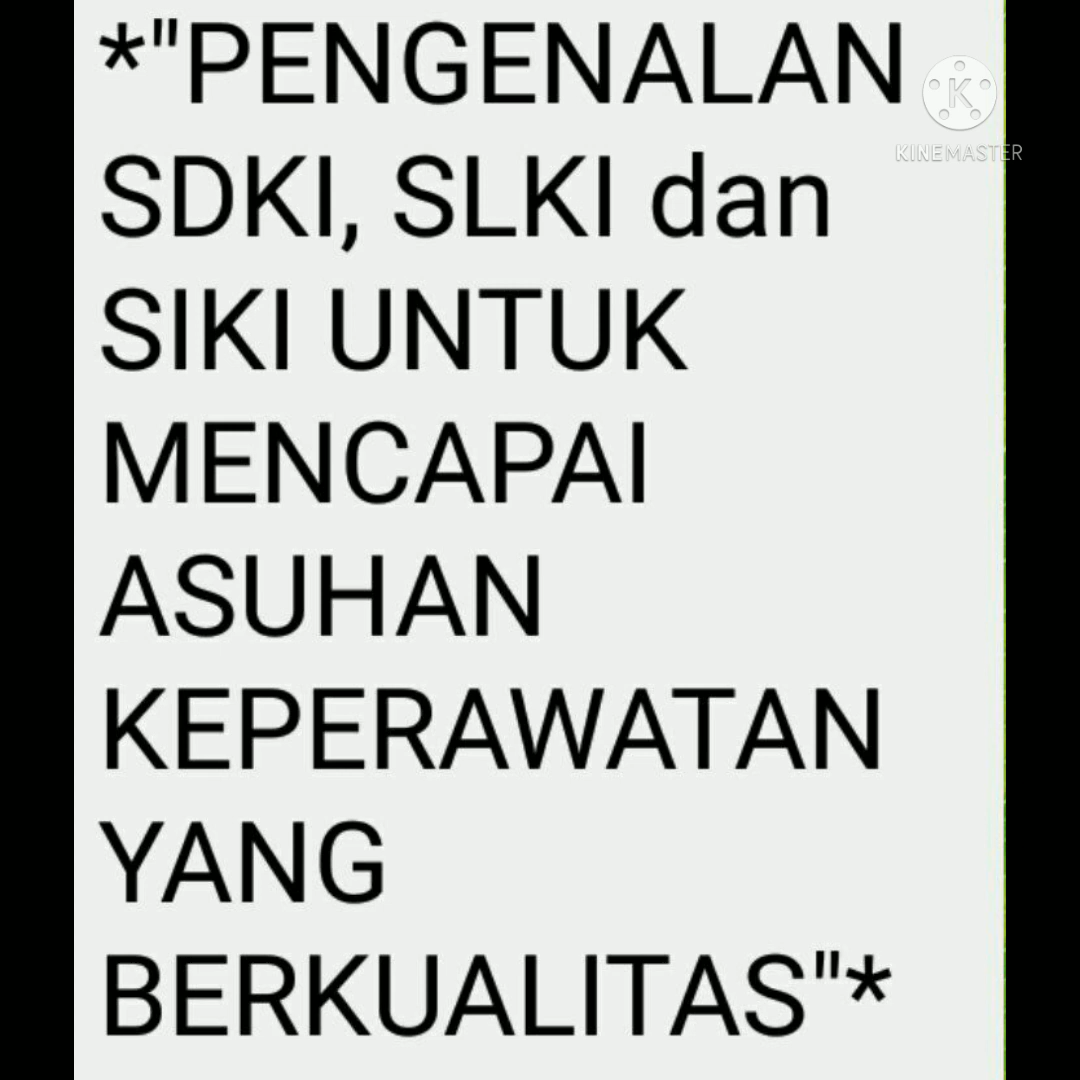 *"PENGENALAN
SDKI, SLKI dan
SIKI UNTUK
MENCAPAI
ASUHAN
KEPERAWATAN
YANG
BERKUALITAS"*
K
KINEMASTER